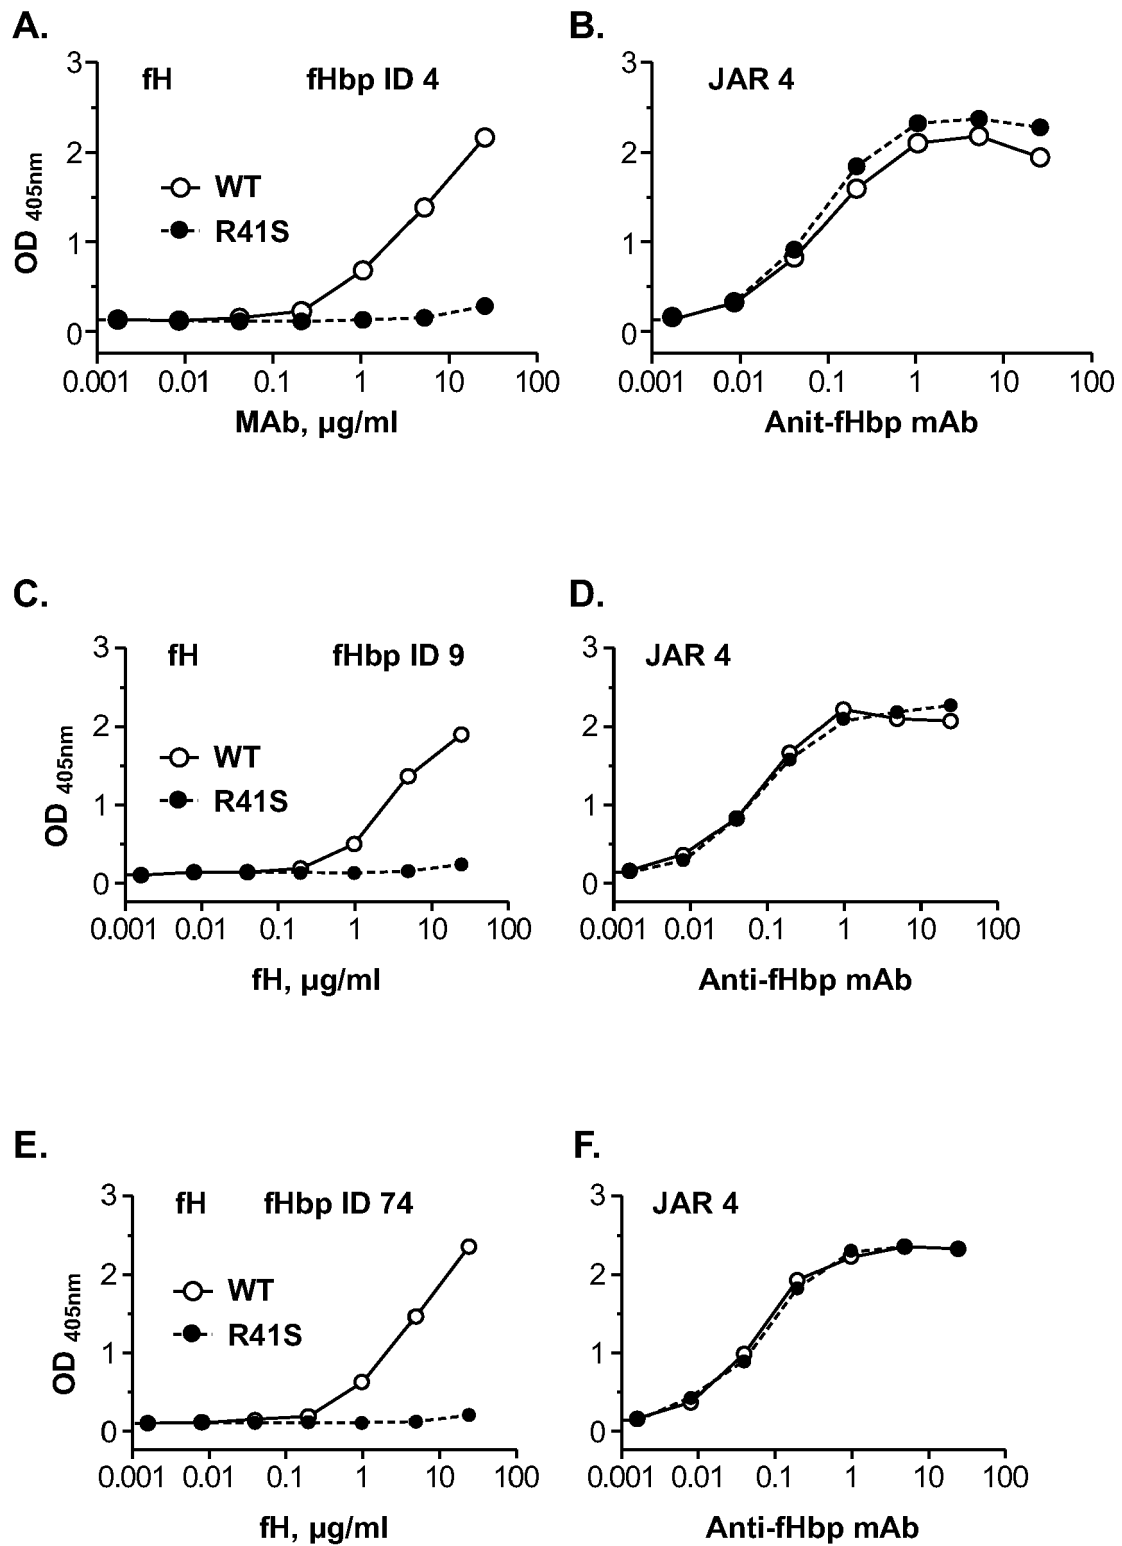 A.
fH fHbp ID 4
WT
R41S
3
2
1
0
OD 405nm
0.001 0.01 0.1 1 10 100
MAb, µg/ml
B.
JAR 4
3
2
1
0
0.001 0.01 0.1 1 10 100
Anit-fHbp mAb
C.
fH fHbp ID 9
WT
R41S
3
2
1
0
OD 405nm
0.001 0.01 0.1 1 10 100
fH, µg/ml
D.
JAR 4
3
2
1
0
0.001 0.01 0.1 1 10 100
Anti-fHbp mAb
E.
fH fHbp ID 74
WT
R41S
3
2
1
0
OD 405nm
0.001 0.01 0.1 1 10 100
fH, µg/ml
F.
JAR 4
3
2
1
0
0.001 0.01 0.1 1 10 100
Anti-fHbp mAb